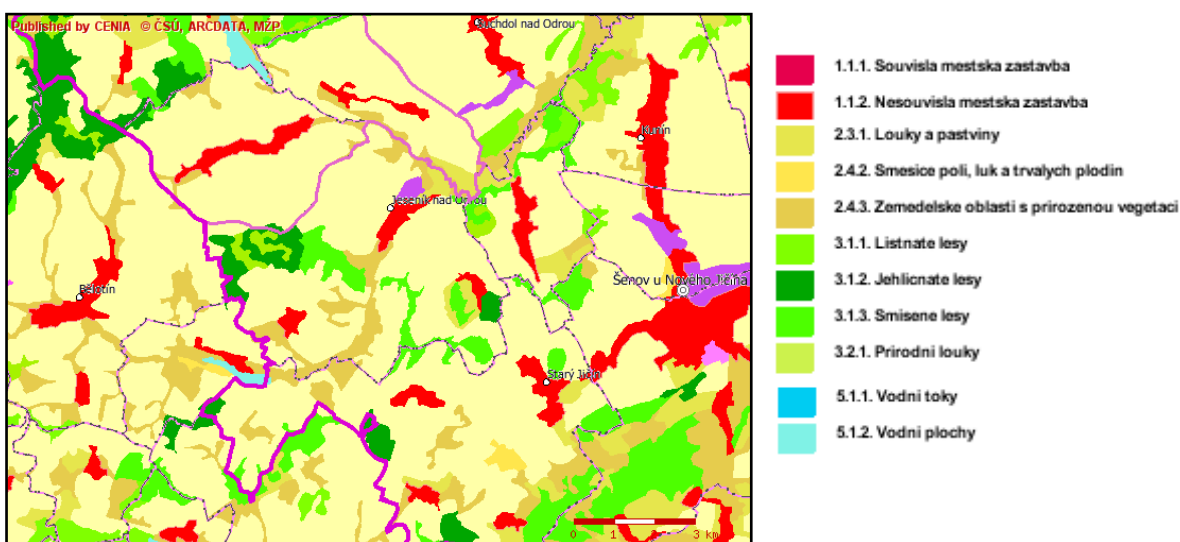 Published by CENIA © ČSÚ, ARCDATA, MŽP
Suchdol nad Odrou
Kunín
Jeseník nad Odrou
Bělotín
Šenov u Nového Jičína
Starý Jičín
0 1 2 3 km
1.1.1. Souvisla mestska zastavba
1.1.2. Nesouvisla mestska zastavba
2.3.1. Louky a pastviny
2.4.2. Smesice poli, luk a trvalych plodin
2.4.3. Zemedelske oblasti s prirozenou vegetaci
3.1.1. Listnate lesy
3.1.2. Jehlicnate lesy
3.1.3. Smisene lesy
3.2.1. Prirodni louky
5.1.1. Vodni toky
5.1.2. Vodni plochy